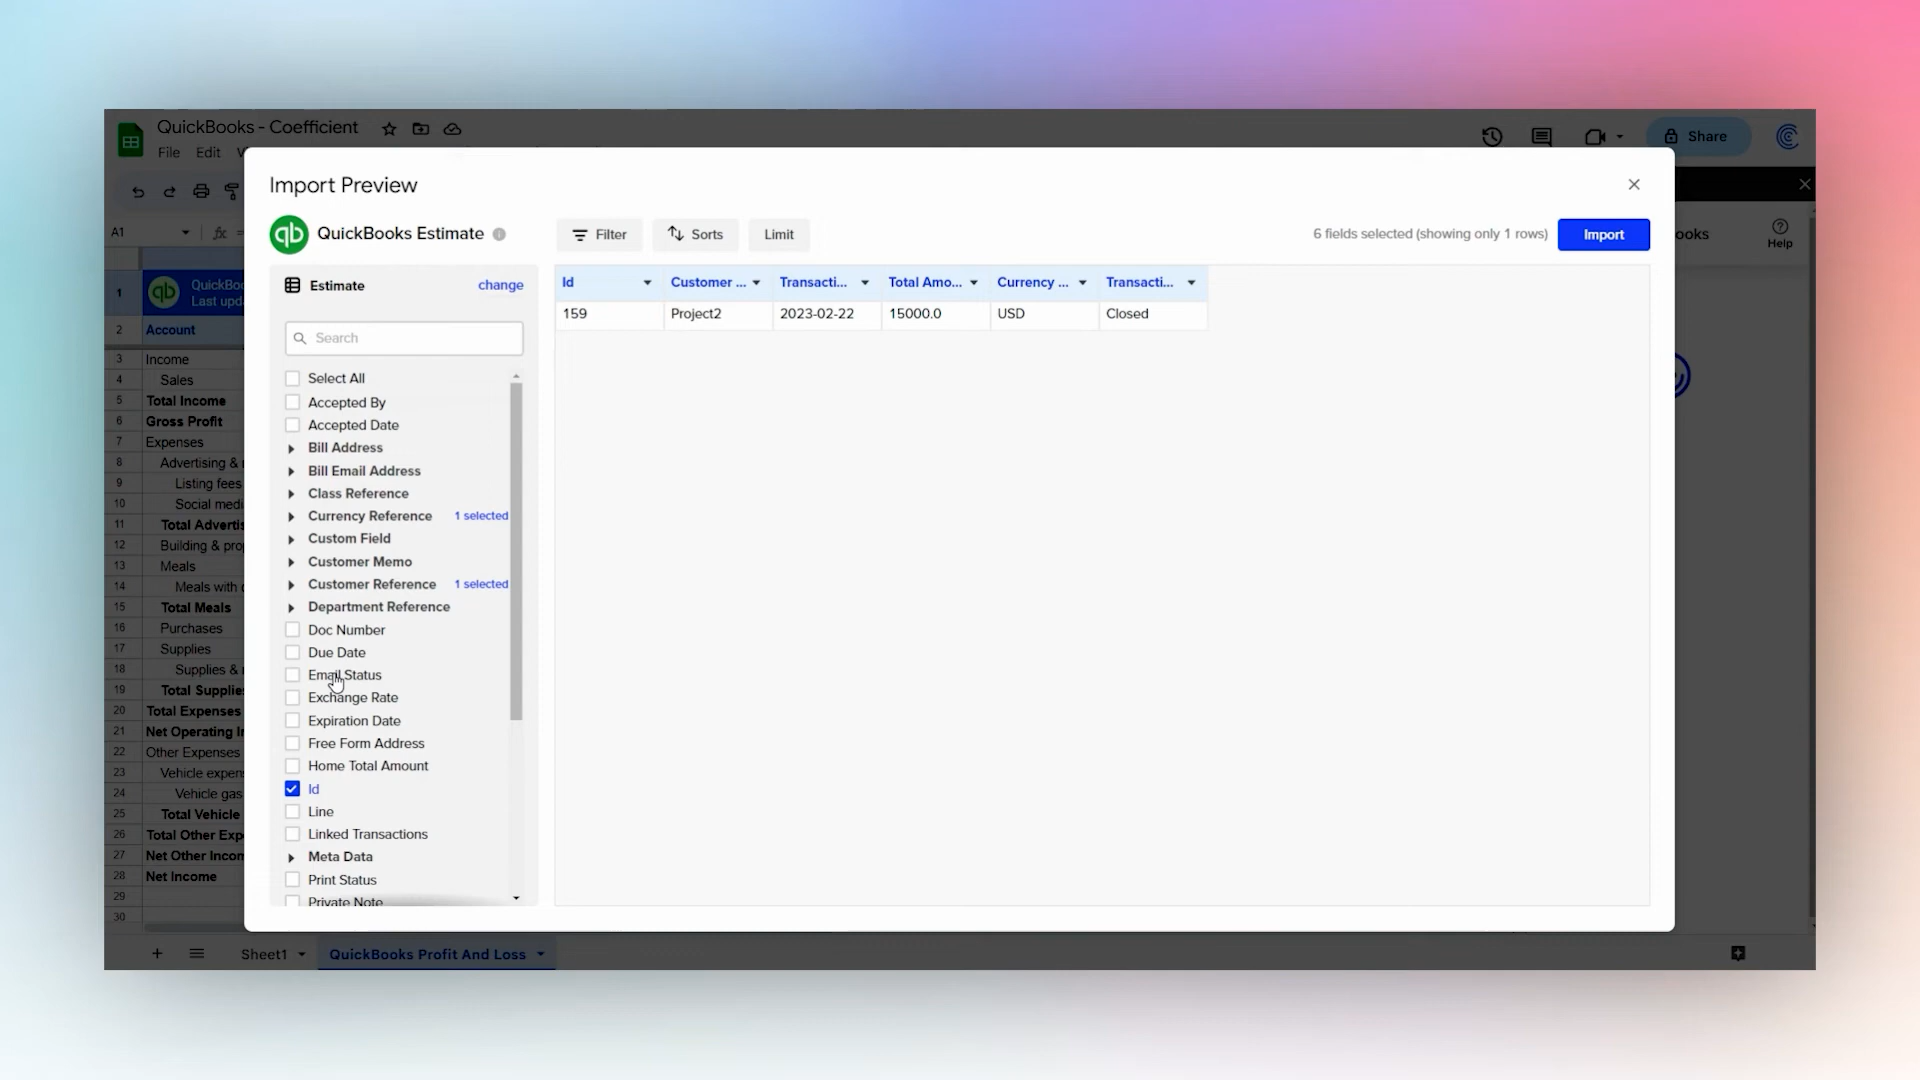 QuickBooks - Coefficient
File Edit
Share
Import Preview
QuickBooks Estimate
Filter Sorts Limit
6 fields selected (showing only 1 rows)
Import
Help
Estimate change
Search
Select All
Accepted By
Accepted Date
Bill Address
Bill Email Address
Class Reference
Currency Reference 1 selected
Custom Field
Customer Memo
Customer Reference 1 selected
Department Reference
Doc Number
Due Date
Email Status
Exchange Rate
Expiration Date
Free Form Address
Home Total Amount
Id
Line
Linked Transactions
Meta Data
Print Status
Private Note
Id Customer ... Transacti... Total Amo... Currency ... Transacti...
159 Project2 2023-02-22 15000.0 USD Closed
A1 fx =
1 QuickBoo
Last upda
2 Account
3 Income
4 Sales
5 Total Income
6 Gross Profit
7 Expenses
8 Advertising &
9 Listing fees
10 Social medi
11 Total Advertis
12 Building & prop
13 Meals
14 Meals with
15 Total Meals
16 Purchases
17 Supplies
18 Supplies &
19 Total Supplies
20 Total Expenses
21 Net Operating I
22 Other Expenses
23 Vehicle expens
24 Vehicle gas
25 Total Vehicle
26 Total Other Exp
27 Net Other Incom
28 Net Income
29
30
Sheet1 QuickBooks Profit And Loss